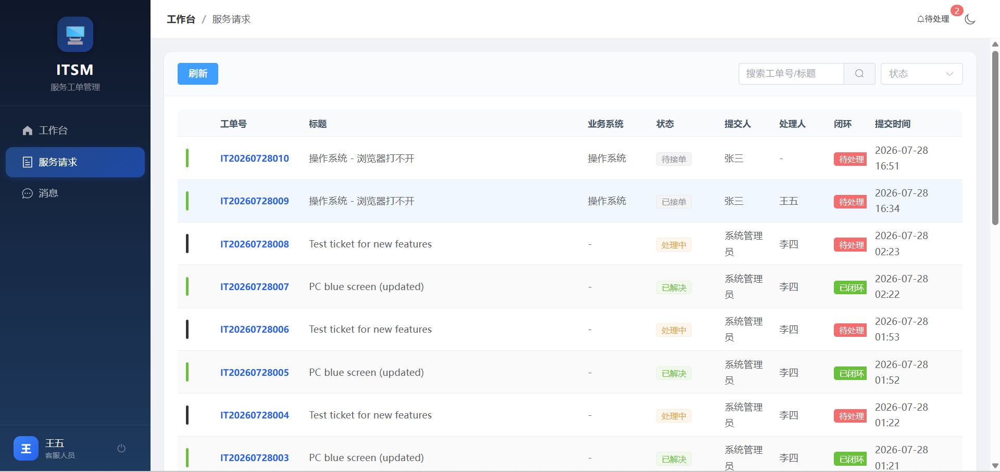 ITSM
服务工单管理
工作台
服务请求
消息
王
王五
客服人员
工作台 / 服务请求
待处理
2
刷新
搜索工单号/标题
状态
工单号 标题 业务系统 状态 提交人 处理人 闭环 提交时间
IT20260728010 操作系统 - 浏览器打不开 操作系统 待接单 张三 - 待处理 2026-07-28 16:51
IT20260728009 操作系统 - 浏览器打不开 操作系统 已接单 张三 王五 待处理 2026-07-28 16:34
IT20260728008 Test ticket for new features - 处理中 系统管理员 李四 待处理 2026-07-28 02:23
IT20260728007 PC blue screen (updated) - 已解决 系统管理员 李四 已闭环 2026-07-28 02:22
IT20260728006 Test ticket for new features - 处理中 系统管理员 李四 待处理 2026-07-28 01:53
IT20260728005 PC blue screen (updated) - 已解决 系统管理员 李四 已闭环 2026-07-28 01:52
IT20260728004 Test ticket for new features - 处理中 系统管理员 李四 待处理 2026-07-28 01:22
IT20260728003 PC blue screen (updated) - 已解决 系统管理员 李四 已闭环 2026-07-28 01:21